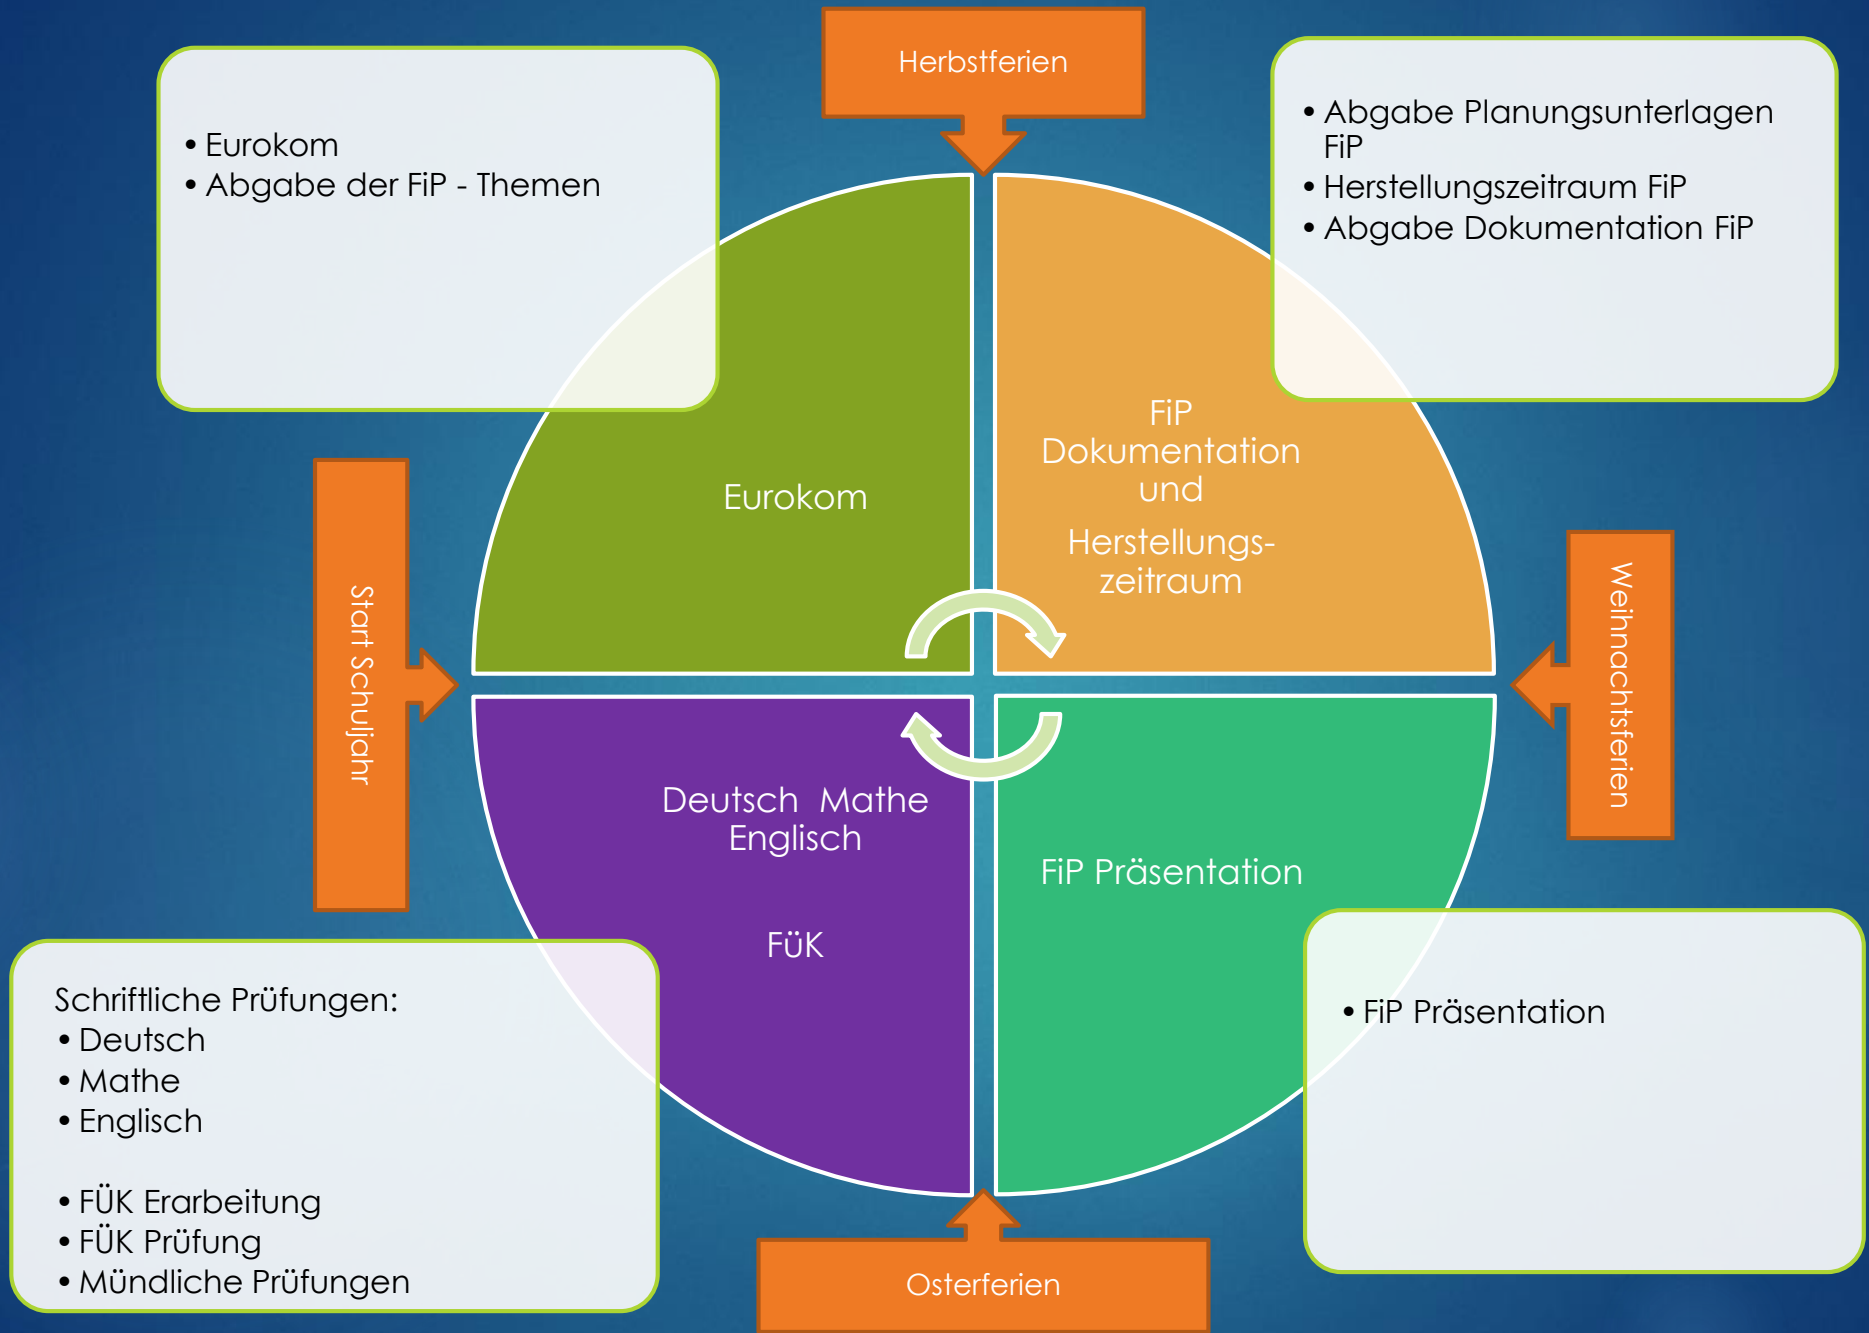 Herbstferien
• Eurokom
• Abgabe der FiP - Themen
• Abgabe Planungsunterlagen
FiP
• Herstellungszeitraum FiP
• Abgabe Dokumentation FiP
Eurokom
FiP
Dokumentation
und
Herstellungs-
zeitraum
Start Schuljahr
Weihnachtsferien
Deutsch  Mathe
Englisch
FüK
FiP Präsentation
Schriftliche Prüfungen:
• Deutsch
• Mathe
• Englisch
• FÜK Erarbeitung
• FÜK Prüfung
• Mündliche Prüfungen
• FiP Präsentation
Osterferien